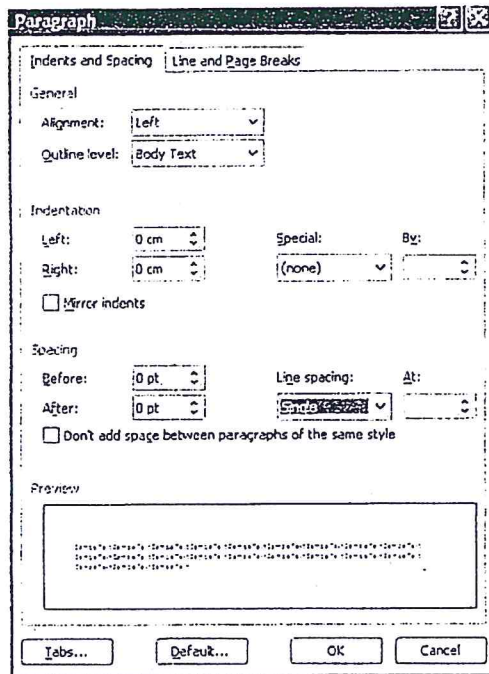 Paragraph
Indents and Spacing Line and Page Breaks
General
Alignment: Left
Outline level: Body Text
Indentation
Left: 0 cm Special: By:
Right: 0 cm (none)
Mirror indents
Spacing
Before: 0 pt Line spacing: At:
After: 0 pt Single
Don't add space between paragraphs of the same style
Preview
Tabs... Default... OK Cancel